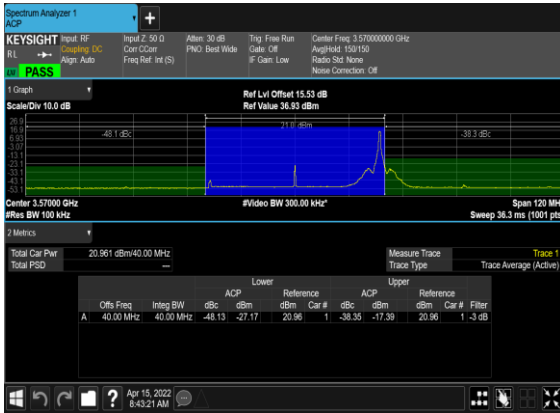 Spectrum Analyzer 1
ACP
KEYSIGHT Input: RF Input Z: 50 Ω Atten: 30 dB Trig: Free Run Center Freq: 3.570000000 GHz
RL Coupling: DC Corr CCorr PNO: Best Wide Gate: Off Avg|Hold: 150/150
Align: Auto Freq Ref: Int (S) IF Gain: Low Radio Std: None
PASS Noise Correction: Off
1 Graph
Scale/Div 10.0 dB
Ref Lvl Offset 15.53 dB
Ref Value 36.93 dBm
26.9
16.9
6.93
-3.07
-13.1
-23.1
-33.1
-43.1
-53.1
-48.1 dBc
21.0 dBm
-38.3 dBc
Center 3.57000 GHz #Video BW 300.00 kHz* Span 120 MH
#Res BW 100 kHz Sweep 36.3 ms (1001 pts
2 Metrics
Total Car Pwr 20.961 dBm/40.00 MHz Measure Trace Trace 1
Total PSD — Trace Type Trace Average (Active)
Lower Upper
ACP Reference ACP Reference
Offs Freq Integ BW dBc dBm dBm Car # dBc dBm dBm Car # Filter
A 40.00 MHz 40.00 MHz -48.13 -27.17 20.96 1 -38.35 -17.39 20.96 1 -3 dB
Apr 15, 2022
8:43:21 AM